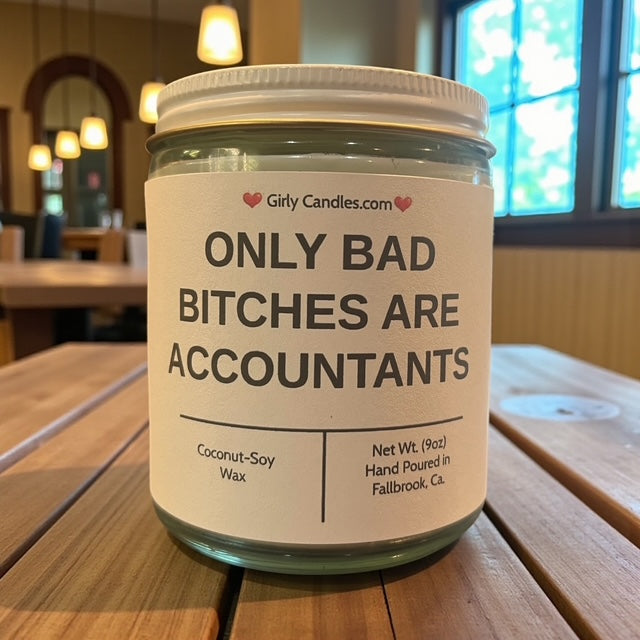 Girly Candles.com
ONLY BAD
BITCHES ARE
ACCOUNTANTS
Coconut-Soy
Wax
Net Wt. (9oz)
Hand Poured in
Fallbrook, Ca.